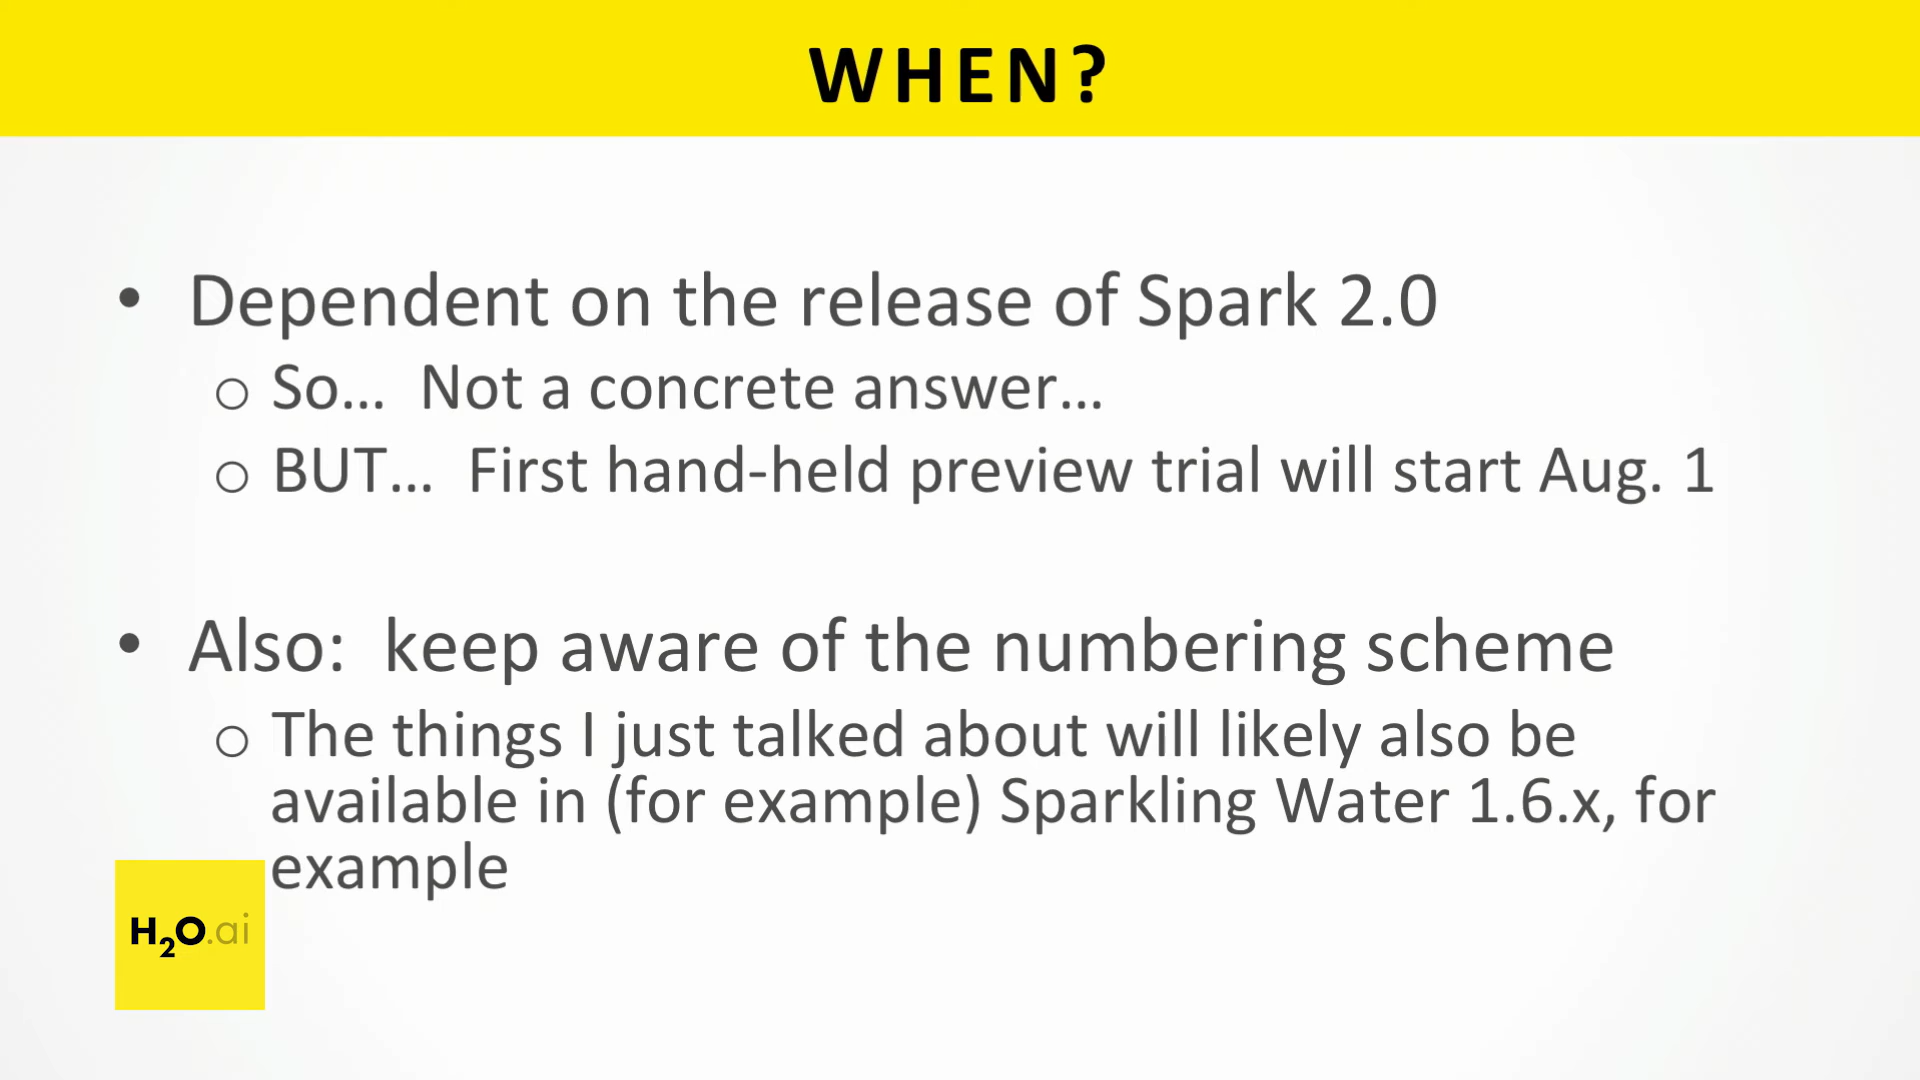 WHEN?
• Dependent on the release of Spark 2.0
o So... Not a concrete answer...
o BUT... First hand-held preview trial will start Aug. 1
• Also: keep aware of the numbering scheme
o The things I just talked about will likely also be
available in (for example) Sparkling Water 1.6.x, for
example
H2O.ai